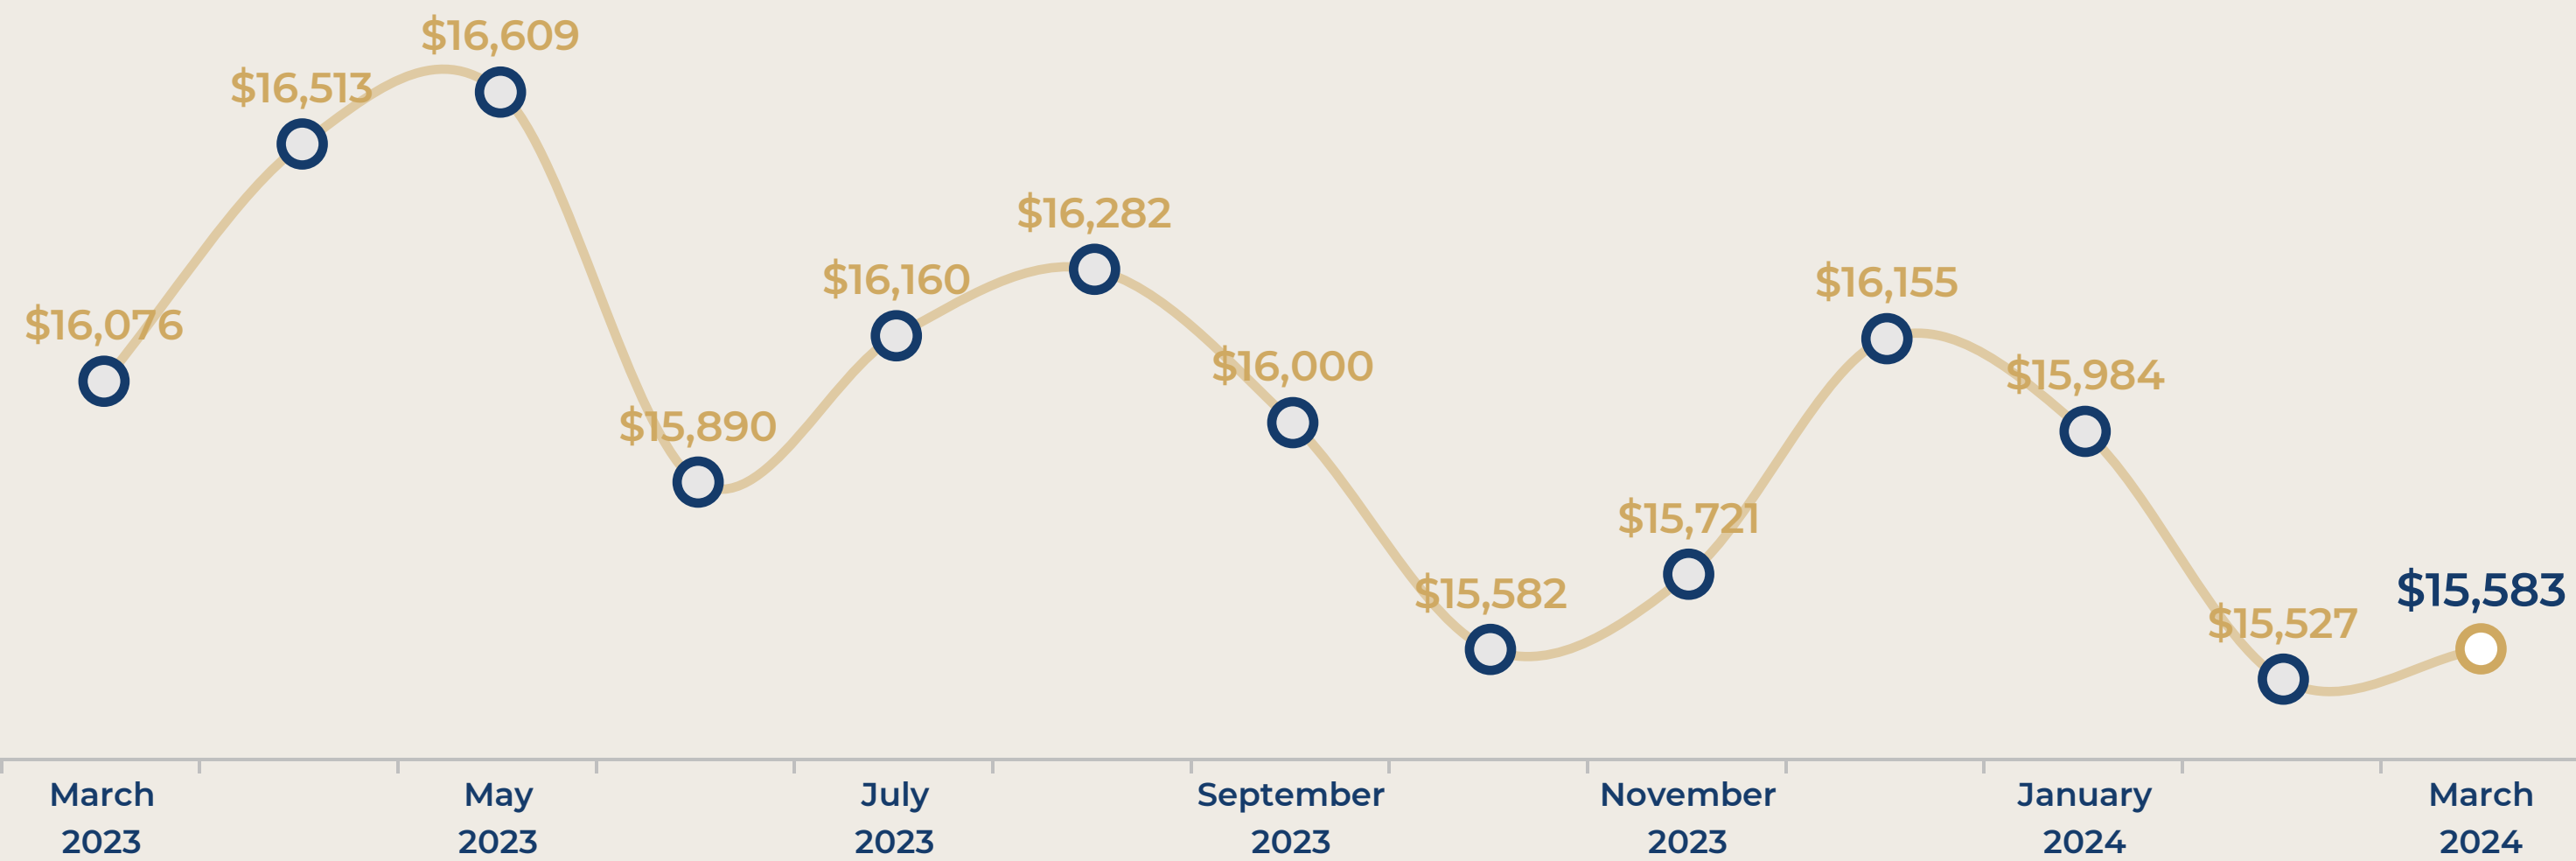 $16,609
$16,513
$16,282
$16,160
$16,155
$16,076
$16,000
$15,984
$15,890
$15,721
$15,583
$15,582
$15,527
March
2023
May
2023
July
2023
September
2023
November
2023
January
2024
March
2024